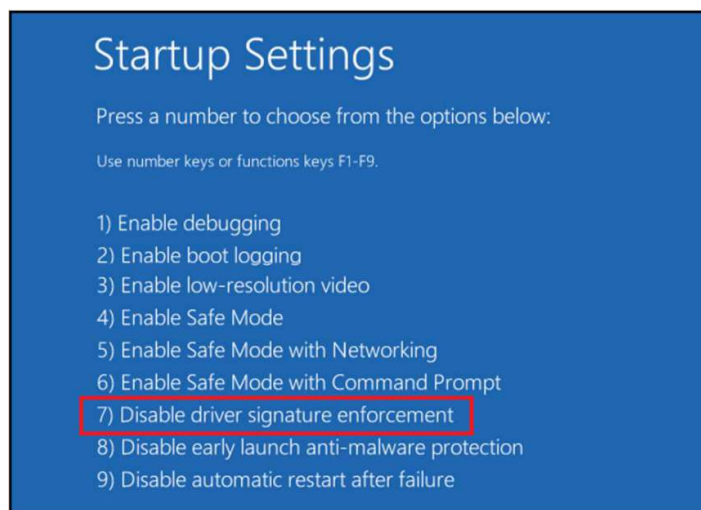 Startup Settings
Press a number to choose from the options below:
Use number keys or functions keys F1-F9.
1) Enable debugging
2) Enable boot logging
3) Enable low-resolution video
4) Enable Safe Mode
5) Enable Safe Mode with Networking
6) Enable Safe Mode with Command Prompt
7) Disable driver signature enforcement
8) Disable early launch anti-malware protection
9) Disable automatic restart after failure